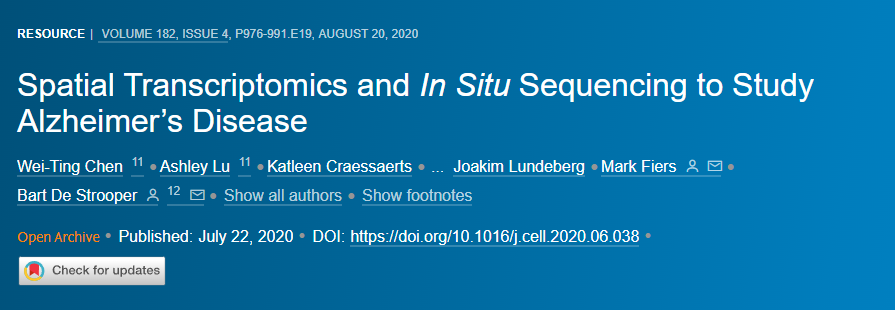 RESOURCE | VOLUME 182, ISSUE 4, P976-991.E19, AUGUST 20, 2020
Spatial Transcriptomics and In Situ Sequencing to Study
Alzheimer’s Disease
Wei-Ting Chen 11 • Ashley Lu 11 • Katleen Craessaerts • ... Joakim Lundeberg • Mark Fiers •
Bart De Strooper 12 • Show all authors • Show footnotes
Open Archive • Published: July 22, 2020 • DOI: https://doi.org/10.1016/j.cell.2020.06.038 •
Check for updates